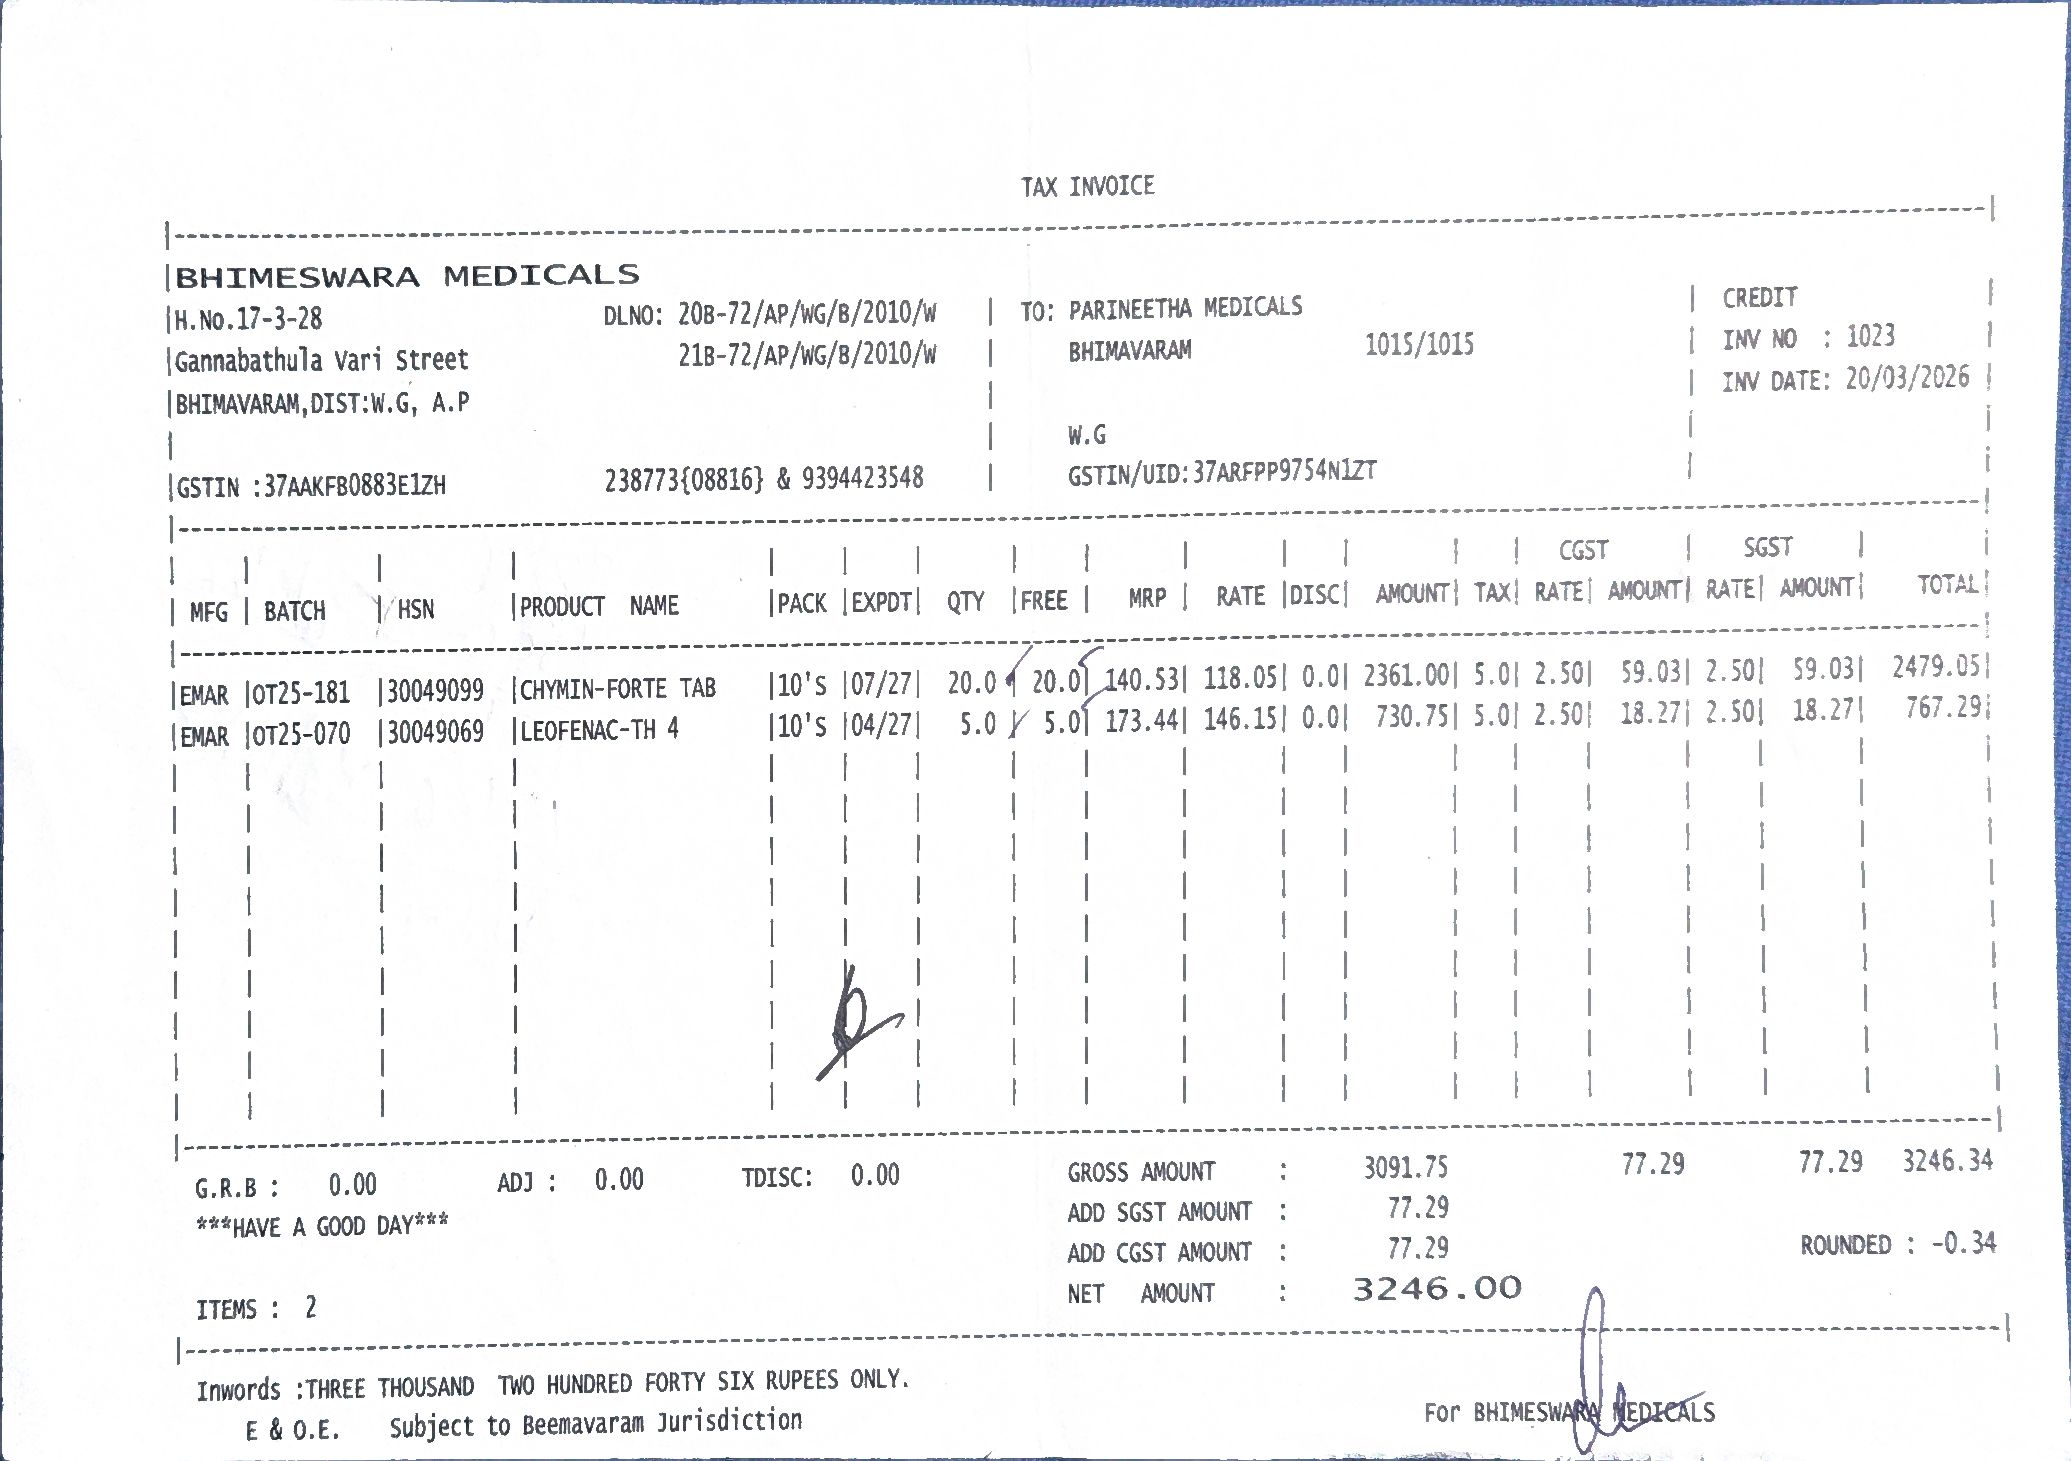 TAX INVOICE
BHIMESWARA MEDICALS
H.No.17-3-28 DLNO: 20B-72/AP/WG/B/2010/W
Gannabathula Vari Street 21B-72/AP/WG/B/2010/W
BHIMAVARAM,DIST:W.G, A.P
GSTIN :37AAKFB0883E1ZH 238773{08816} & 9394423548
TO: PARINEETHA MEDICALS
BHIMAVARAM 1015/1015
W.G
GSTIN/UID:37ARFPP9754N1ZT
CREDIT
INV NO : 1023
INV DATE: 20/03/2026
CGST SGST
MFG | BATCH | HSN | PRODUCT NAME | PACK | EXPDT | QTY | FREE | MRP | RATE | DISC | AMOUNT | TAX | RATE | AMOUNT | RATE | AMOUNT | TOTAL
EMAR | OT25-181 | 30049099 | CHYMIN-FORTE TAB | 10'S | 07/27 | 20.0 | 20.0 | 140.53 | 118.05 | 0.0 | 2361.00 | 5.0 | 2.50 | 59.03 | 2.50 | 59.03 | 2479.05
EMAR | OT25-070 | 30049069 | LEOFENAC-TH 4 | 10'S | 04/27 | 5.0 | 5.0 | 173.44 | 146.15 | 0.0 | 730.75 | 5.0 | 2.50 | 18.27 | 2.50 | 18.27 | 767.29
G.R.B : 0.00 ADJ : 0.00 TDISC: 0.00 GROSS AMOUNT : 3091.75 77.29 77.29 3246.34
***HAVE A GOOD DAY*** ADD SGST AMOUNT : 77.29
ADD CGST AMOUNT : 77.29 ROUNDED : -0.34
ITEMS : 2 NET AMOUNT : 3246.00
Inwords :THREE THOUSAND TWO HUNDRED FORTY SIX RUPEES ONLY.
E & O.E. Subject to Beemavaram Jurisdiction For BHIMESWARA MEDICALS